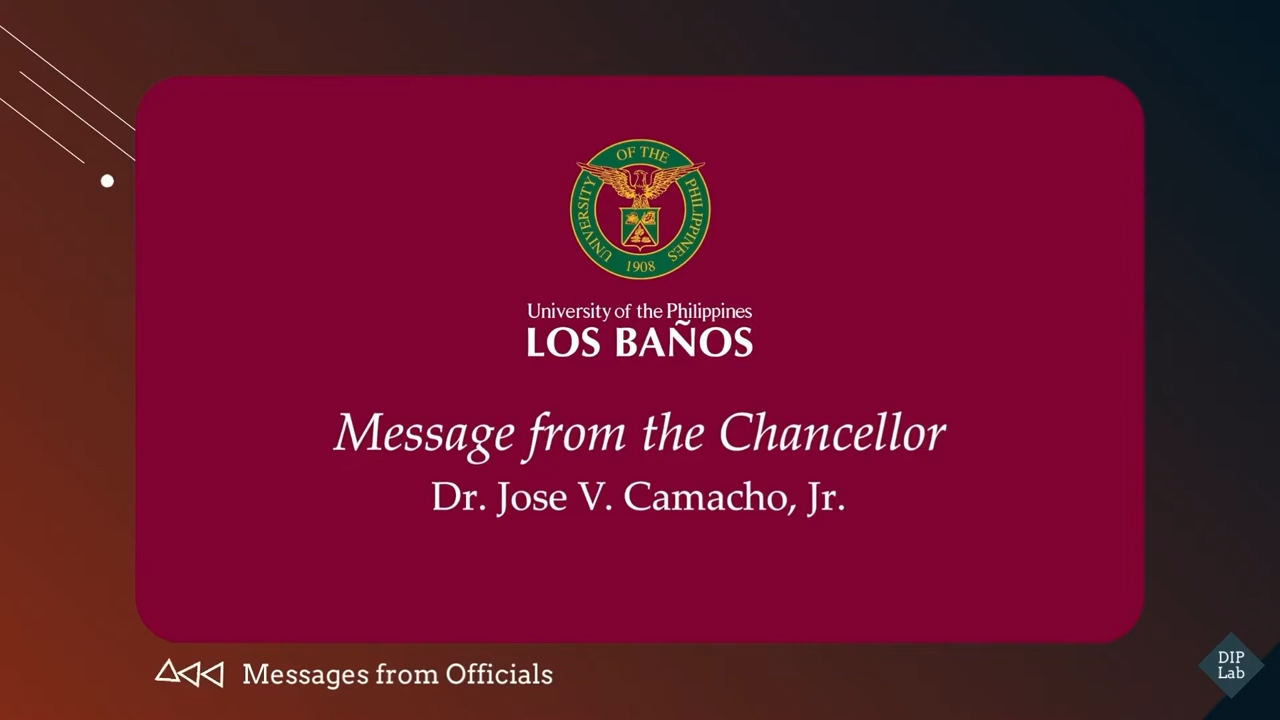 UNIVERSITY OF THE PHILIPPINES
1908
University of the Philippines
LOS BAÑOS
Message from the Chancellor
Dr. Jose V. Camacho, Jr.
Messages from Officials
DIP
Lab